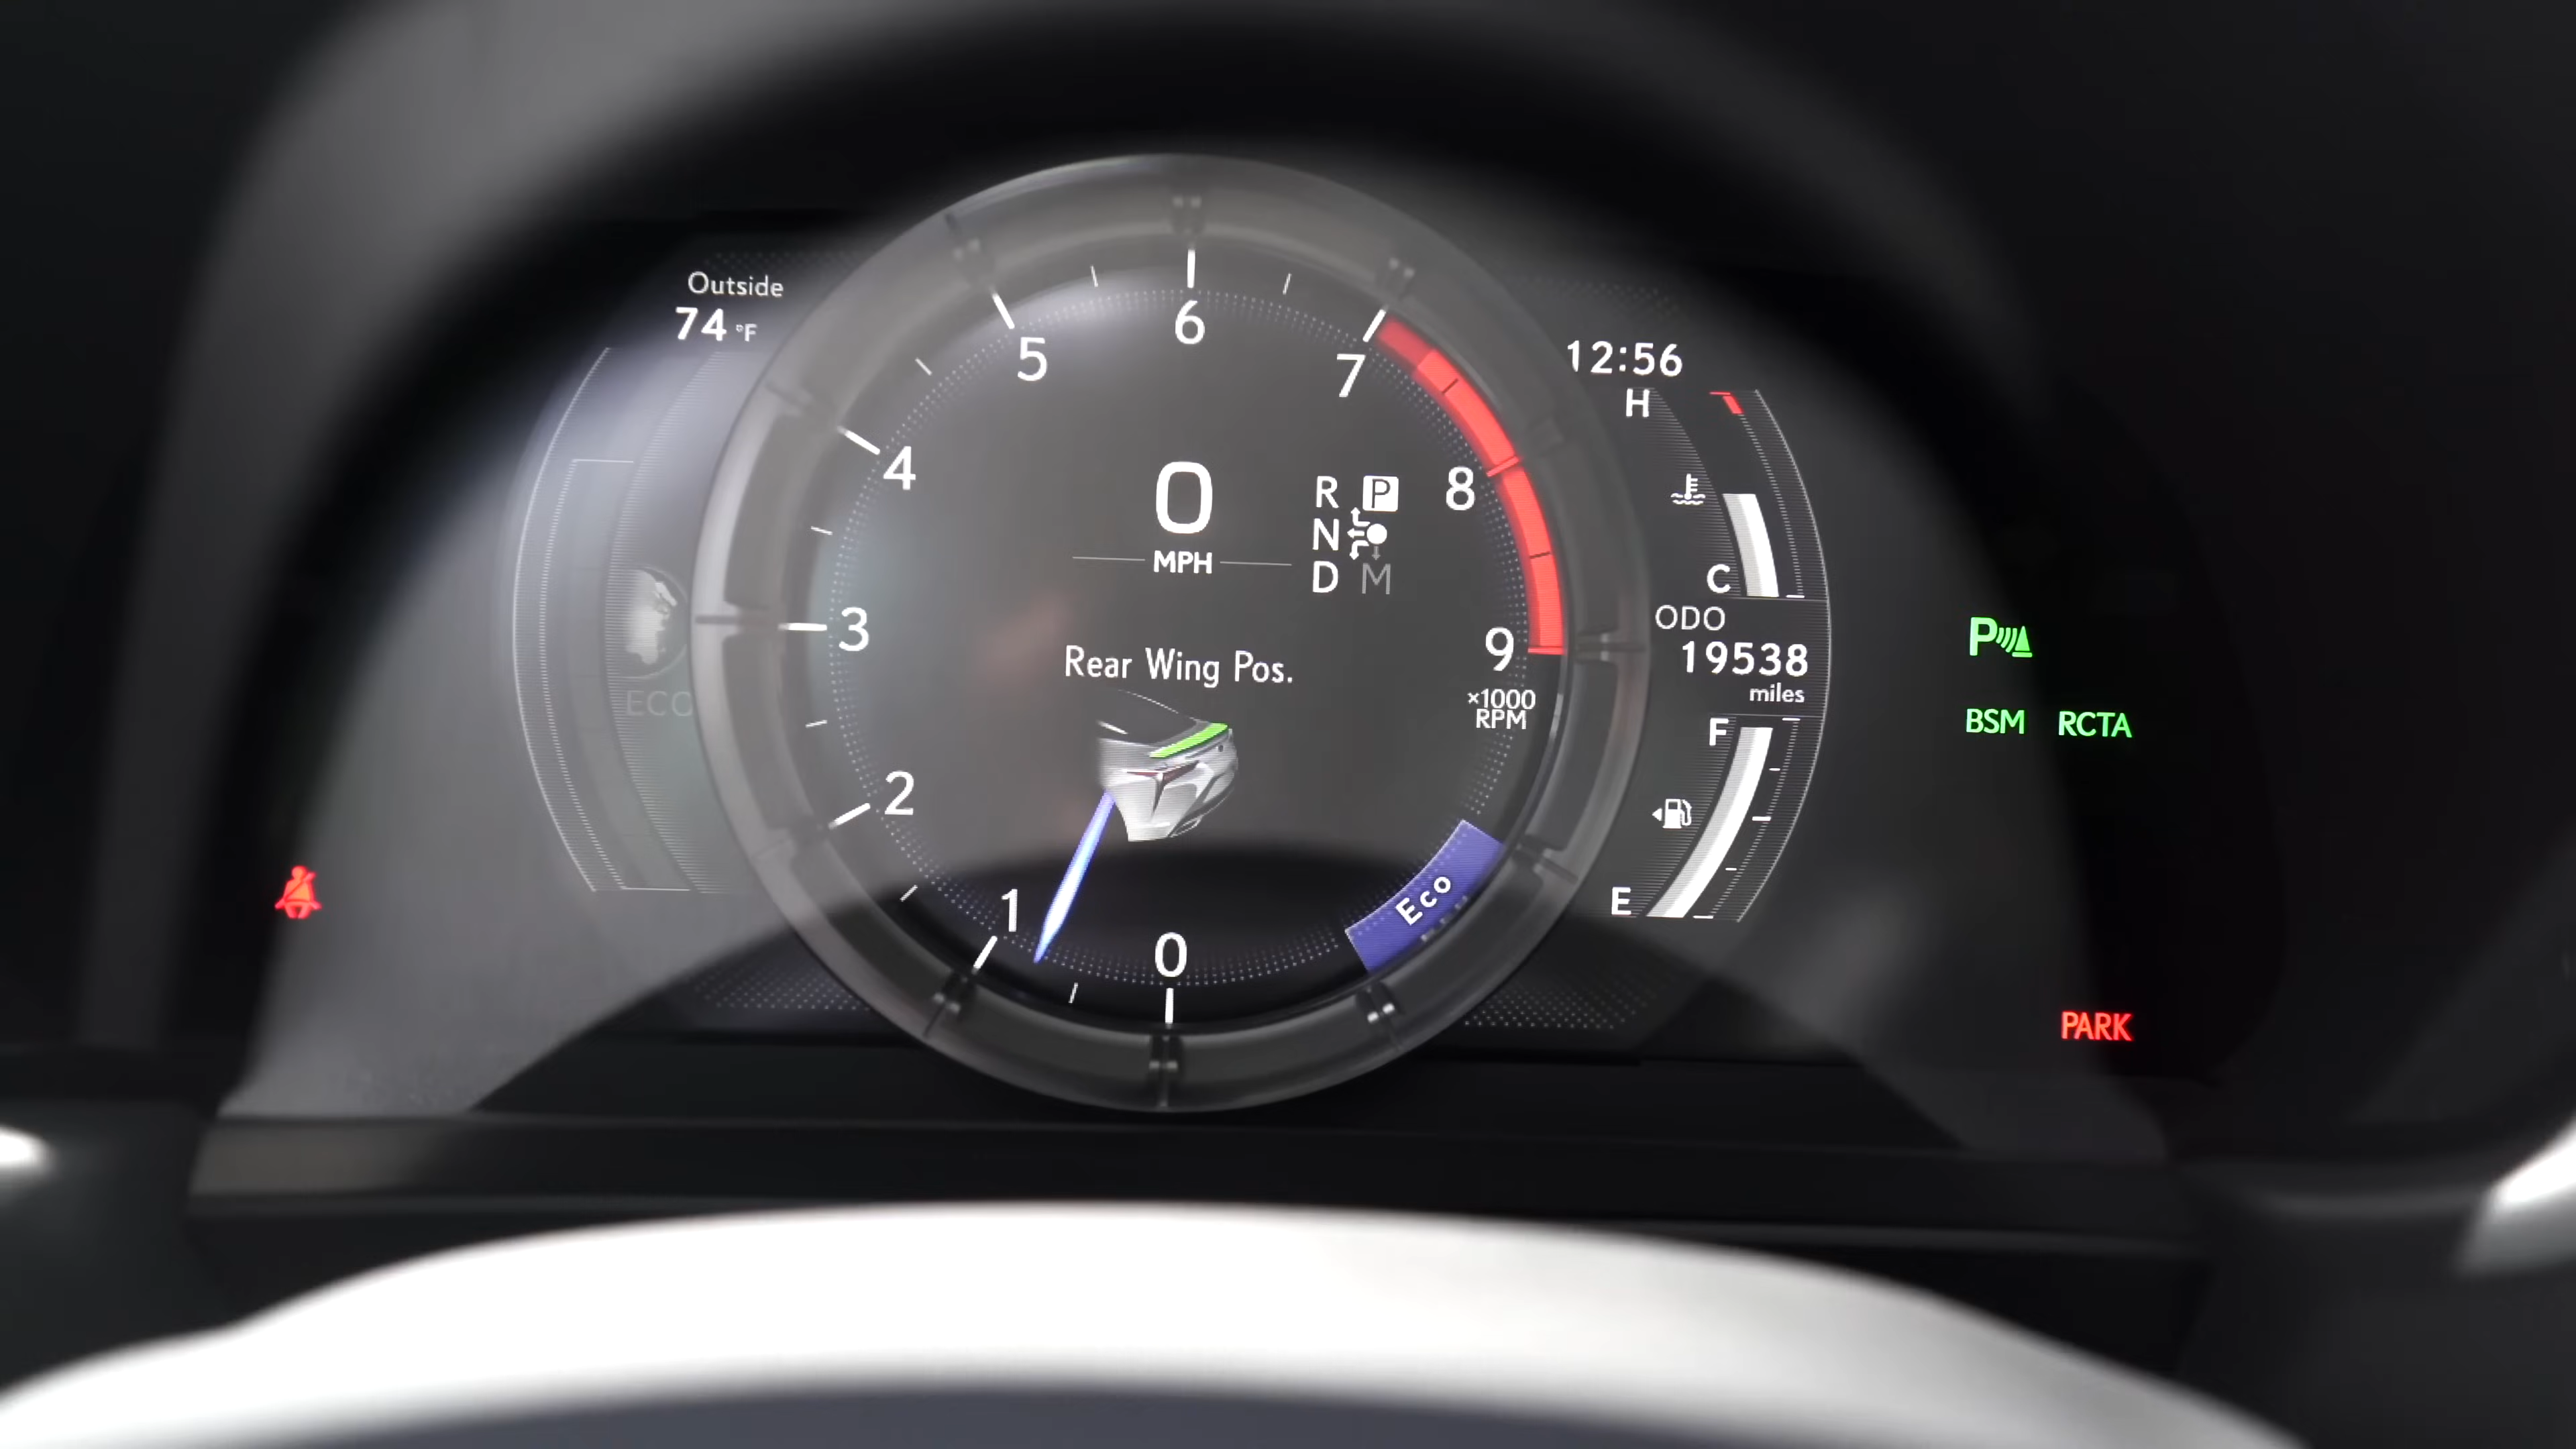 Outside
74 °F
5
6
7
4
8
3
9
2
1
0
x1000
RPM
0
MPH
R P
N
D M
Rear Wing Pos.
Eco
ECO
12:56
H
C
ODO
19538
miles
F
E
P
BSM RCTA
PARK